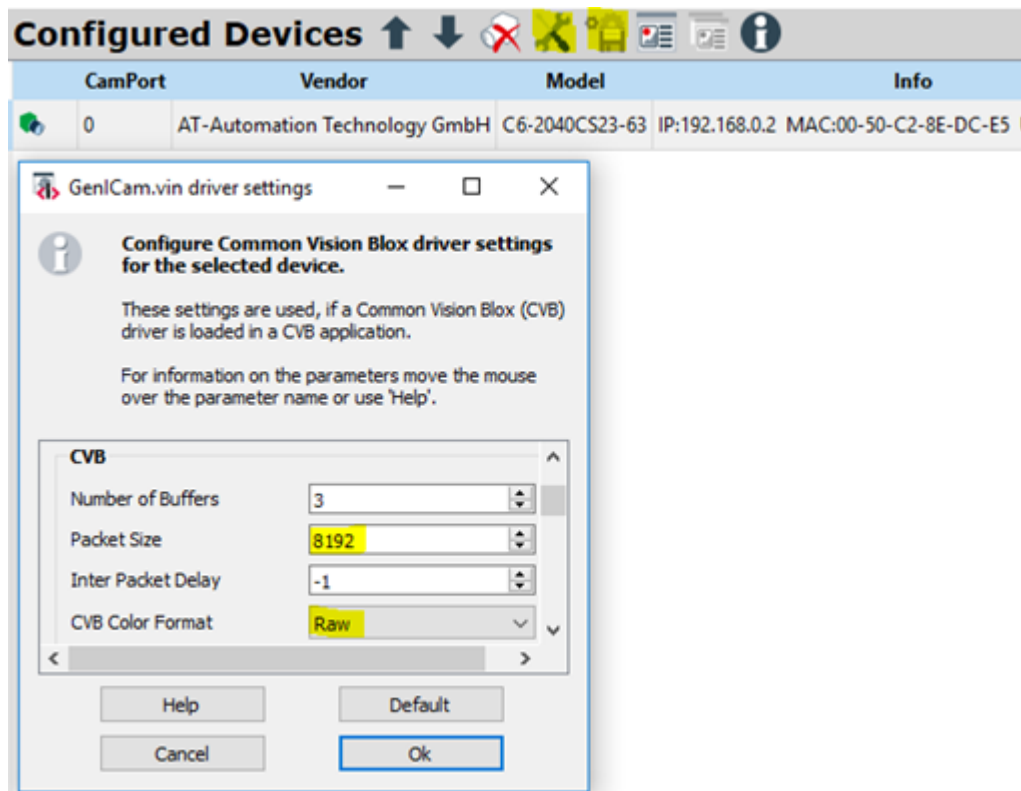 Configured Devices
CamPort Vendor Model Info
0 AT-Automation Technology GmbH C6-2040CS23-63 IP:192.168.0.2 MAC:00-50-C2-8E-DC-E5
GenICam.vin driver settings
Configure Common Vision Blox driver settings
for the selected device.
These settings are used, if a Common Vision Blox (CVB)
driver is loaded in a CVB application.
For information on the parameters move the mouse
over the parameter name or use 'Help'.
CVB
Number of Buffers 3
Packet Size 8192
Inter Packet Delay -1
CVB Color Format Raw
Help Default
Cancel Ok